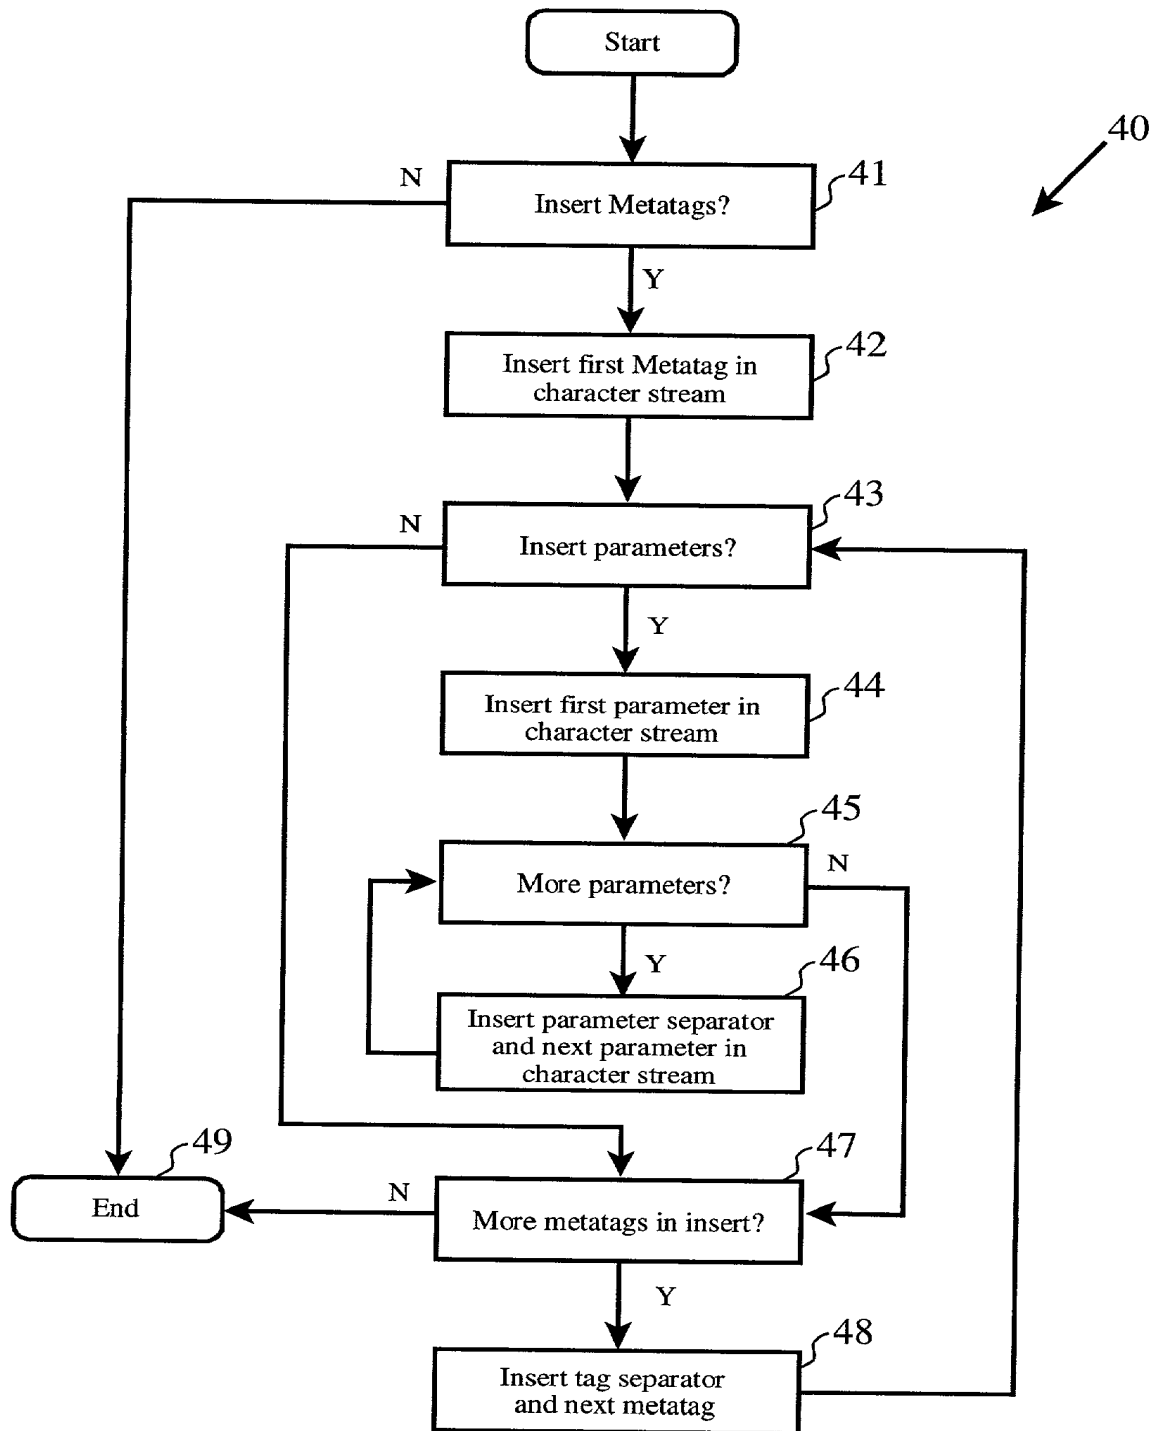 Start
40
N
41
Insert Metatags?
Y
42
Insert first Metatag in
character stream
43
N
Insert parameters?
Y
44
Insert first parameter in
character stream
45
N
More parameters?
Y
46
Insert parameter separator
and next parameter in
character stream
49
47
End
N
More metatags in insert?
Y
48
Insert tag separator
and next metatag